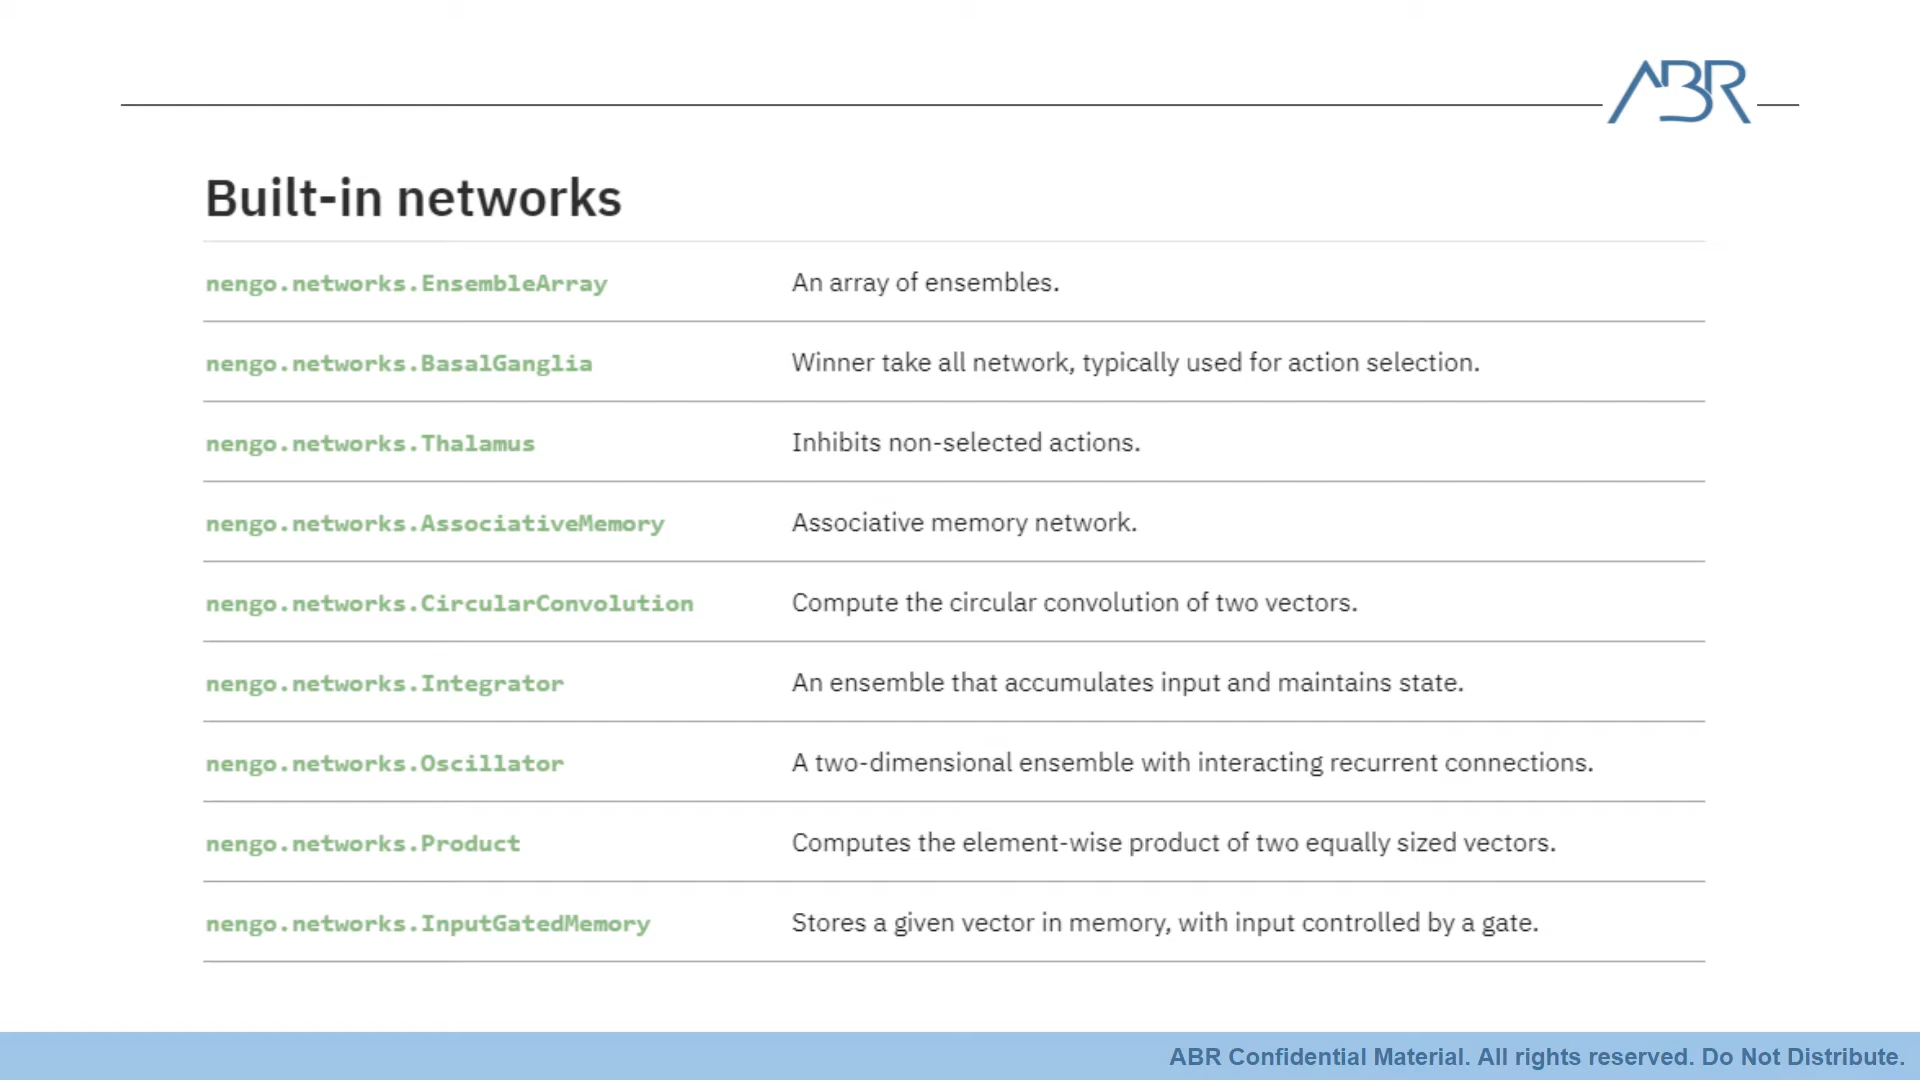 ABR
Built-in networks
nengo.networks.EnsembleArray An array of ensembles.
nengo.networks.BasalGanglia Winner take all network, typically used for action selection.
nengo.networks.Thalamus Inhibits non-selected actions.
nengo.networks.AssociativeMemory Associative memory network.
nengo.networks.CircularConvolution Compute the circular convolution of two vectors.
nengo.networks.Integrator An ensemble that accumulates input and maintains state.
nengo.networks.Oscillator A two-dimensional ensemble with interacting recurrent connections.
nengo.networks.Product Computes the element-wise product of two equally sized vectors.
nengo.networks.InputGatedMemory Stores a given vector in memory, with input controlled by a gate.
ABR Confidential Material. All rights reserved. Do Not Distribute.